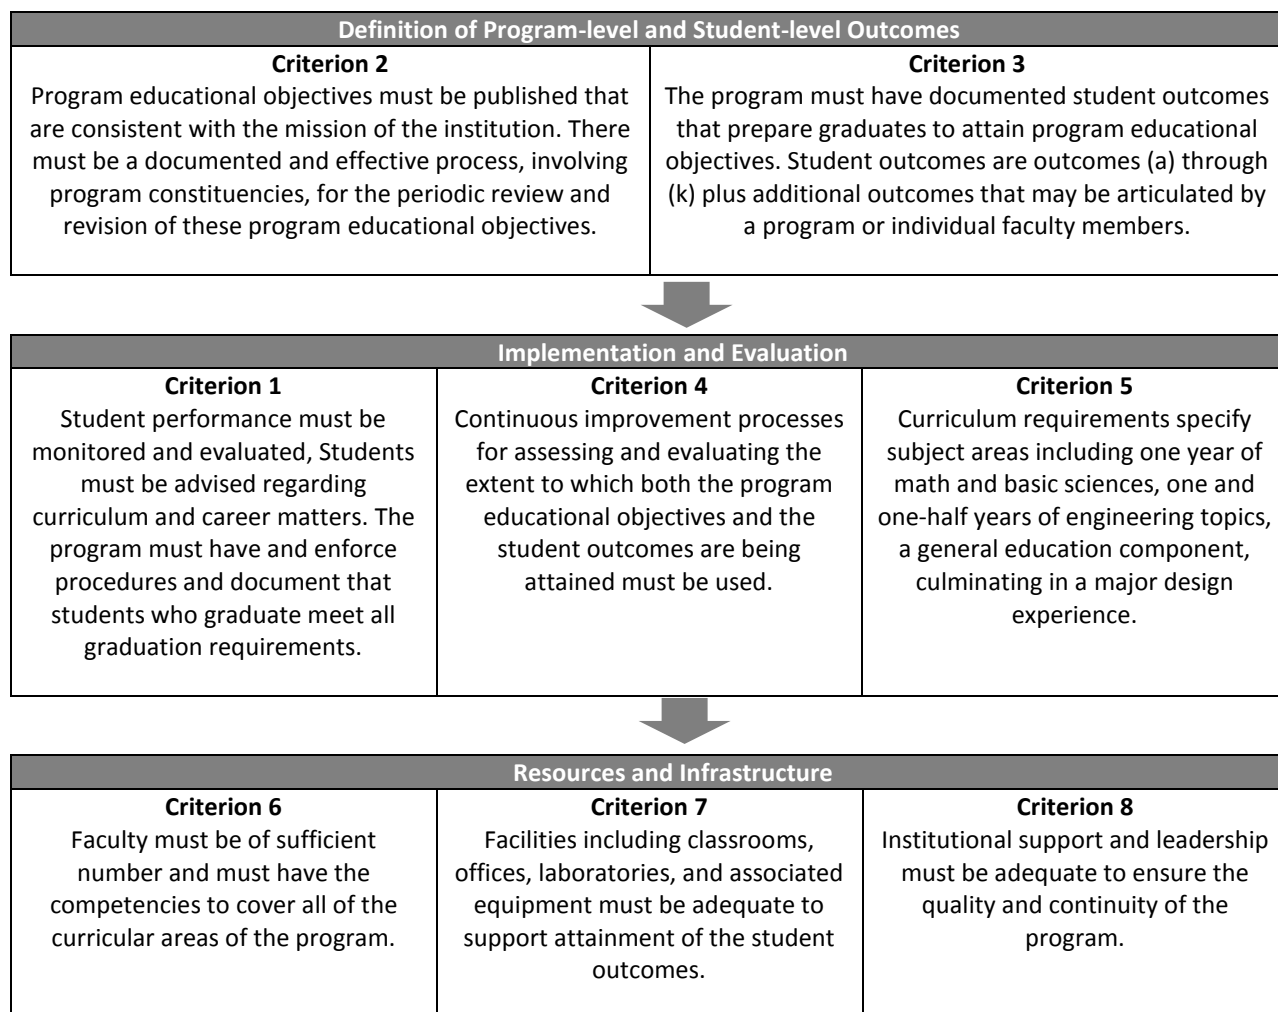 Definition of Program-level and Student-level Outcomes
Criterion 2
Program educational objectives must be published that
are consistent with the mission of the institution. There
must be a documented and effective process, involving
program constituencies, for the periodic review and
revision of these program educational objectives.
Criterion 3
The program must have documented student outcomes
that prepare graduates to attain program educational
objectives. Student outcomes are outcomes (a) through
(k) plus additional outcomes that may be articulated by
a program or individual faculty members.
Implementation and Evaluation
Criterion 1
Student performance must be
monitored and evaluated, Students
must be advised regarding
curriculum and career matters. The
program must have and enforce
procedures and document that
students who graduate meet all
graduation requirements.
Criterion 4
Continuous improvement processes
for assessing and evaluating the
extent to which both the program
educational objectives and the
student outcomes are being
attained must be used.
Criterion 5
Curriculum requirements specify
subject areas including one year of
math and basic sciences, one and
one-half years of engineering topics,
a general education component,
culminating in a major design
experience.
Resources and Infrastructure
Criterion 6
Faculty must be of sufficient
number and must have the
competencies to cover all of the
curricular areas of the program.
Criterion 7
Facilities including classrooms,
offices, laboratories, and associated
equipment must be adequate to
support attainment of the student
outcomes.
Criterion 8
Institutional support and leadership
must be adequate to ensure the
quality and continuity of the
program.